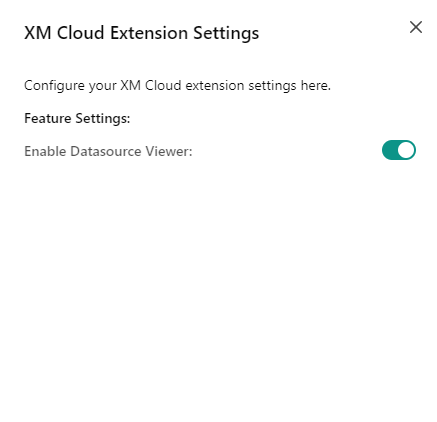 XM Cloud Extension Settings
Configure your XM Cloud extension settings here.
Feature Settings:
Enable Datasource Viewer: